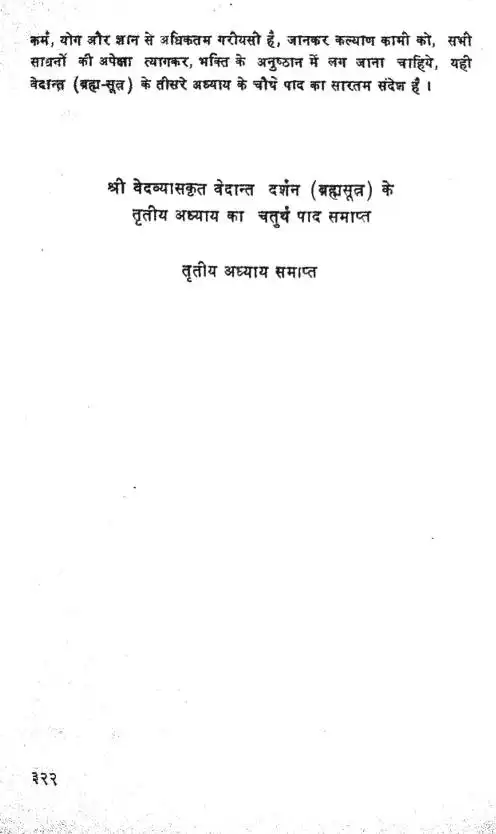 कर्म, योग और ज्ञान से अधिकतम गरीयसी है, जानकर कल्याण कामी को, सभी
साधनों की अपेक्षा त्यागकर, भक्ति के अनुष्ठान में लग जाना चाहिये, यही
वेदान्त (ब्रह्म-सूत्र) के तीसरे अध्याय के चौथे पाद का सारतम संदेश है ।
श्री वेदव्यासकृत वेदान्त दर्शन (ब्रह्मसूत्र) के
तृतीय अध्याय का चतुर्थ पाद समाप्त
तृतीय अध्याय समाप्त
३२२